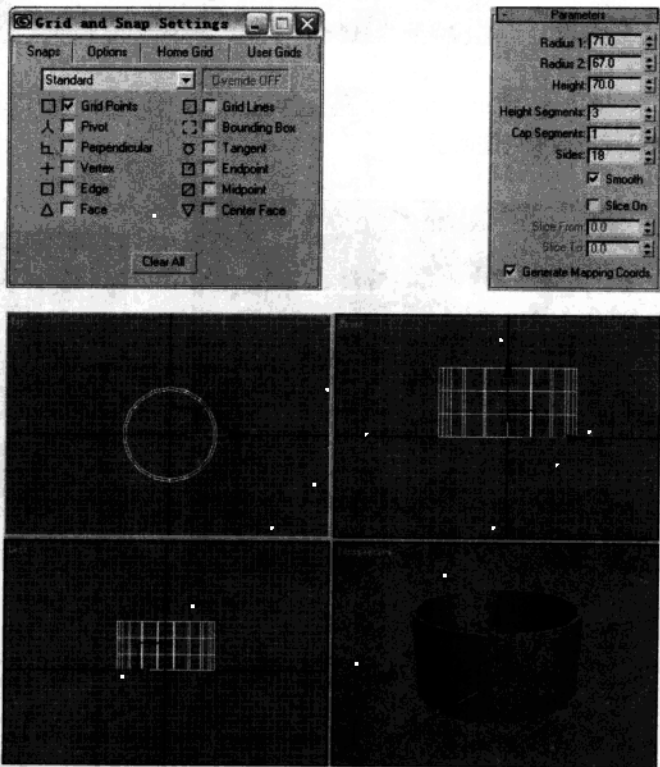 Grid and Snap Settings
Snaps
Options
Home Grid
User Grids
Standard
Override OFF
Grid Points
Grid Lines
Pivot
Bounding Box
Perpendicular
Tangent
Vertex
Endpoint
Edge
Midpoint
Face
Center Face
Clear All
Parameters
Radius 1: 71.0
Radius 2: 67.0
Height: 70.0
Height Segments: 3
Cap Segments: 1
Sides: 18
Smooth
Slice On
Slice From: 0.0
Slice To: 0.0
Generate Mapping Coords.
Front
Perspective